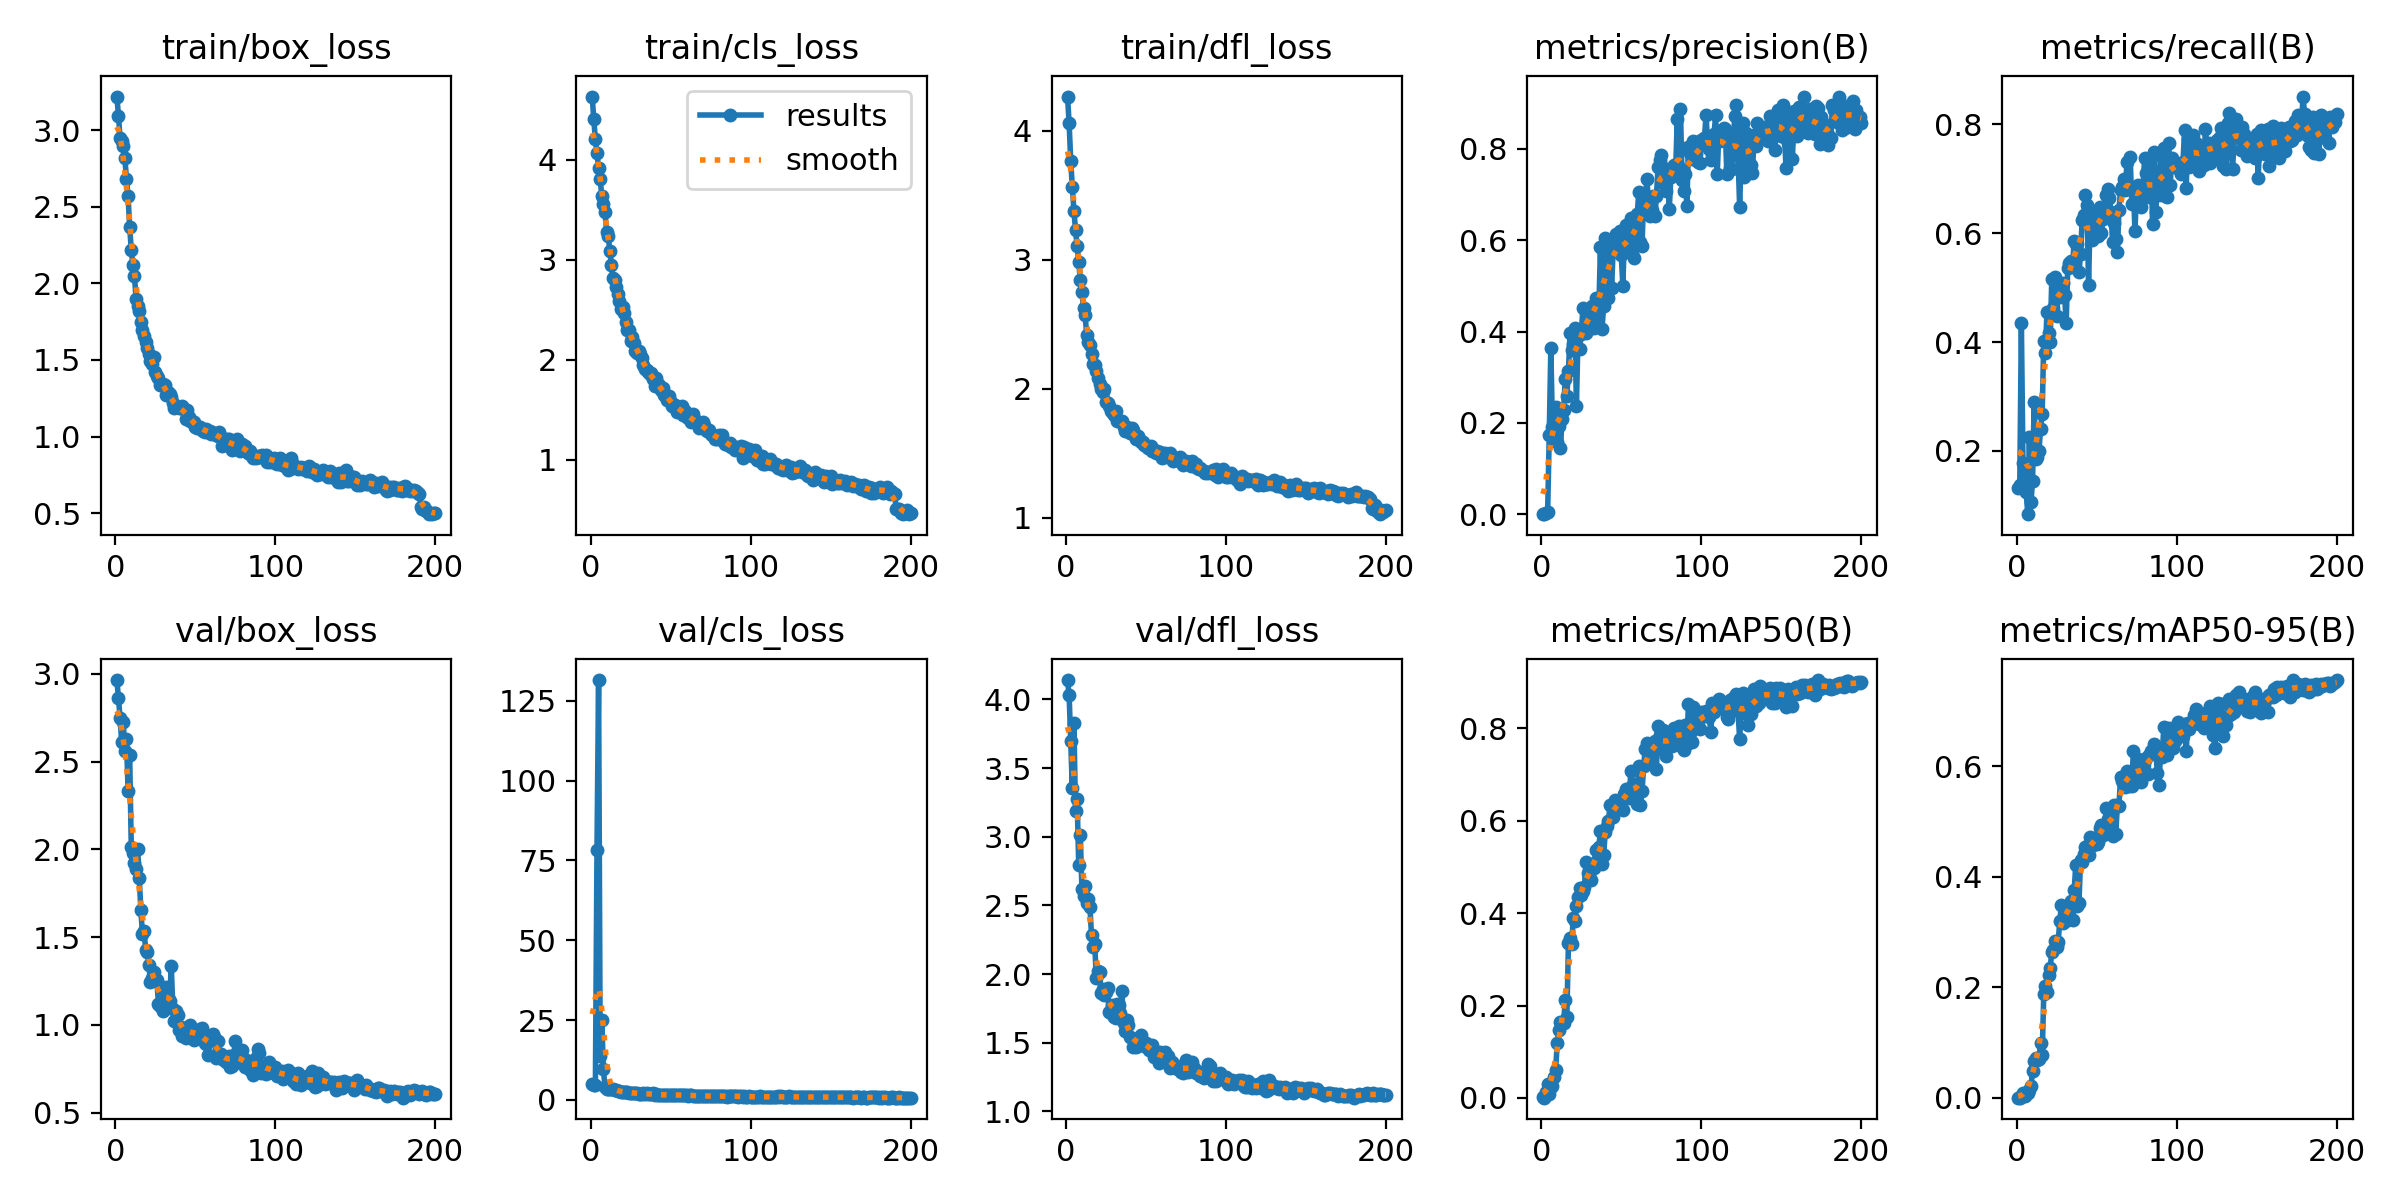 train/box_loss
train/cls_loss
train/dfl_loss
metrics/precision(B)
metrics/recall(B)
3.0
2.5
2.0
1.5
1.0
0.5
0 100 200
results
smooth
4
3
2
1
0 100 200
4
3
2
1
0 100 200
0.8
0.6
0.4
0.2
0.0
0 100 200
0.8
0.6
0.4
0.2
0 100 200
val/box_loss
val/cls_loss
val/dfl_loss
metrics/mAP50(B)
metrics/mAP50-95(B)
3.0
2.5
2.0
1.5
1.0
0.5
0 100 200
125
100
75
50
25
0
0 100 200
4.0
3.5
3.0
2.5
2.0
1.5
1.0
0 100 200
0.8
0.6
0.4
0.2
0.0
0 100 200
0.6
0.4
0.2
0.0
0 100 200